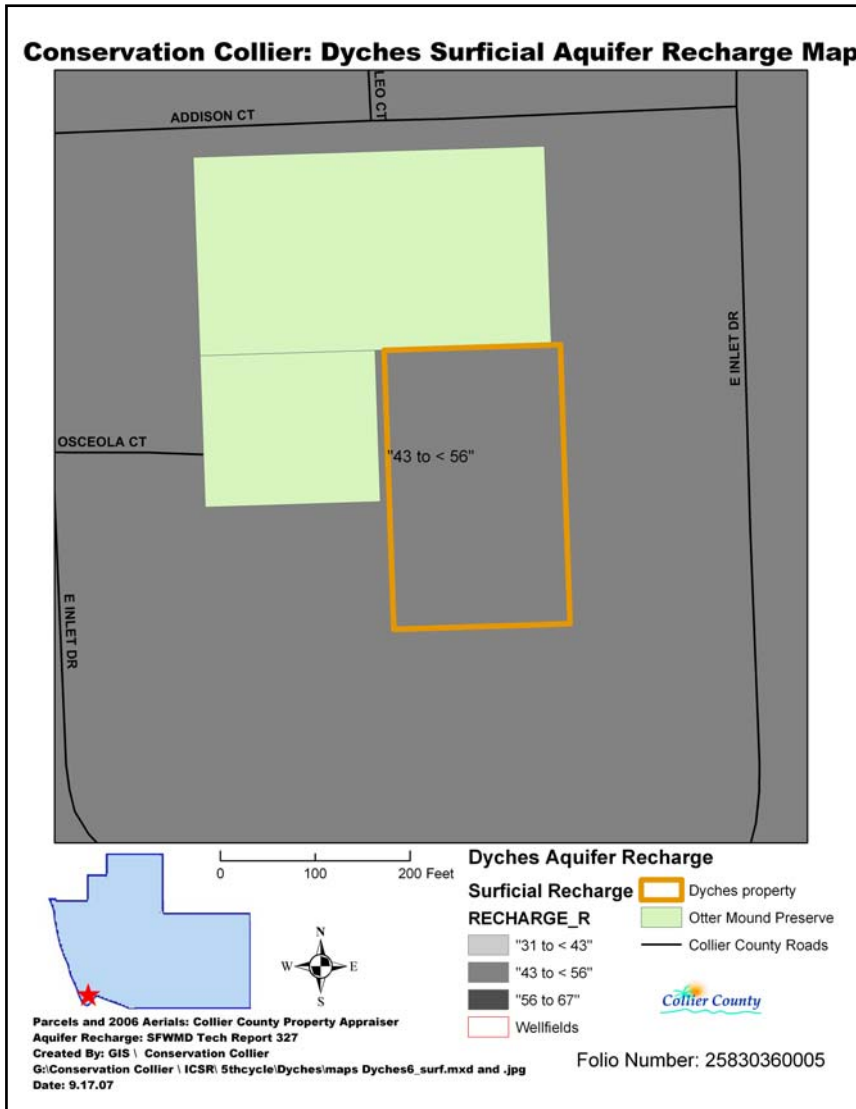 Conservation Collier: Dyches Surficial Aquifer Recharge Map
LEO CT
ADDISON CT
E INLET DR
OSCEOLA CT
"43 to < 56"
E INLET DR
0 100 200 Feet
N
W E
S
Dyches Aquifer Recharge
Surficial Recharge
RECHARGE_R
"31 to < 43"
"43 to < 56"
"56 to 67"
Wellfields
Dyches property
Otter Mound Preserve
Collier County Roads
Collier County
Parcels and 2006 Aerials: Collier County Property Appraiser
Aquifer Recharge: SFWMD Tech Report 327
Created By: GIS \ Conservation Collier
G:\Conservation Collier \ ICSR\ 5thcycle\Dyches\maps Dyches6_surf.mxd and .jpg
Date: 9.17.07
Folio Number: 25830360005